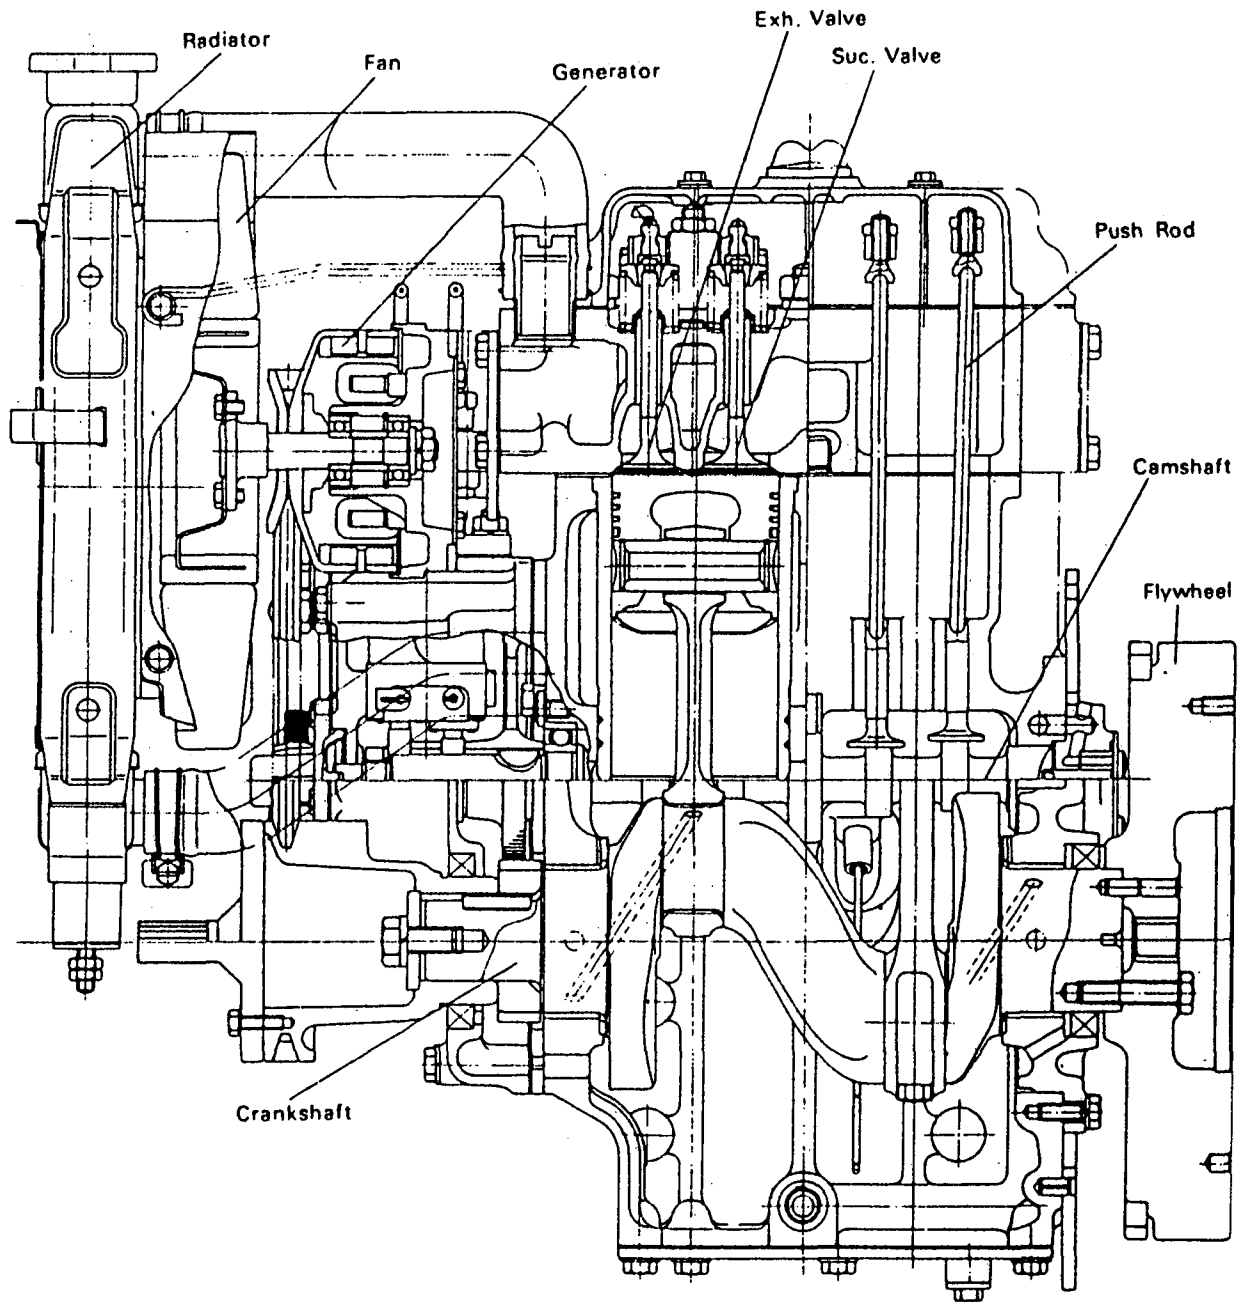 Exh. Valve
Radiator
Suc. Valve
Fan
Generator
Push Rod
Camshaft
Flywheel
Crankshaft